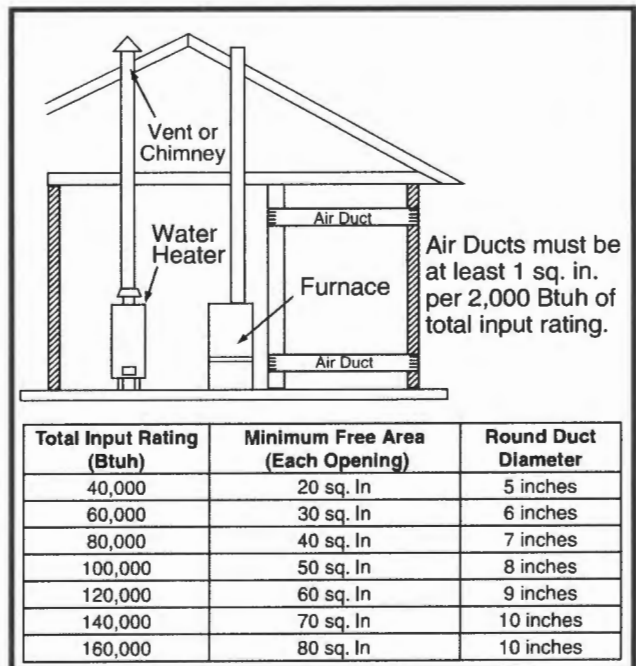 Vent or
Chimney
Air Duct
Water
Heater
Furnace
Air Duct
Air Ducts must be
at least 1 sq. in.
per 2,000 Btuh of
total input rating.
Total Input Rating (Btuh) Minimum Free Area (Each Opening) Round Duct Diameter
40,000 20 sq. In 5 inches
60,000 30 sq. In 6 inches
80,000 40 sq. In 7 inches
100,000 50 sq. In 8 inches
120,000 60 sq. In 9 inches
140,000 70 sq. In 10 inches
160,000 80 sq. In 10 inches